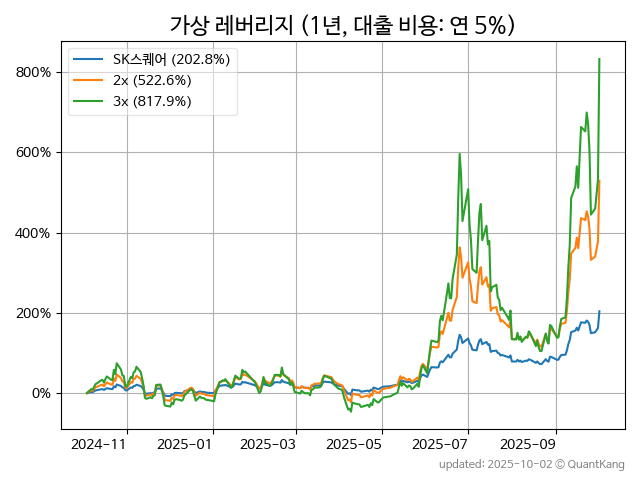 가상 레버리지 (1년, 대출 비용: 연 5%)
SK스퀘어 (202.8%)
2x (522.6%)
3x (817.9%)
800%
600%
400%
200%
0%
2024-11 2025-01 2025-03 2025-05 2025-07 2025-09
updated: 2025-10-02 © QuantKang